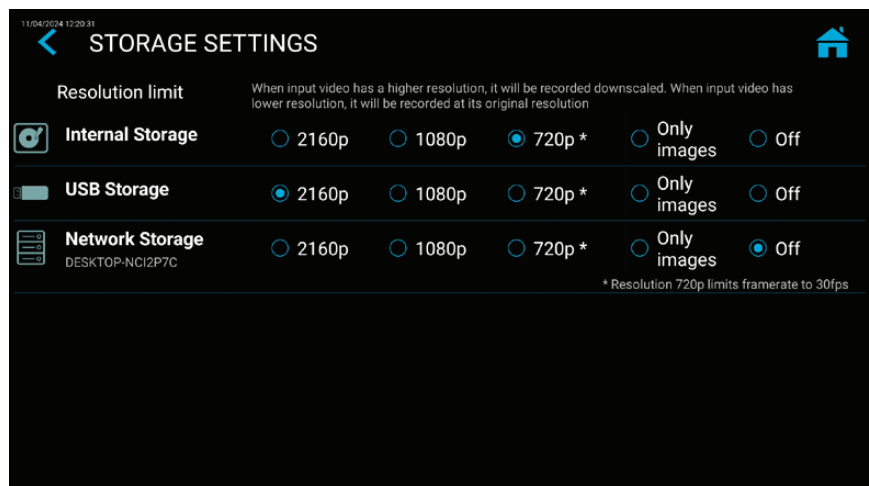 11/04/2024 12:29:31
STORAGE SETTINGS
Resolution limit
When input video has a higher resolution, it will be recorded downscaled. When input video has
lower resolution, it will be recorded at its original resolution
Internal Storage
2160p
1080p
720p *
Only
images
Off
USB Storage
2160p
1080p
720p *
Only
images
Off
Network Storage
DESKTOP-NCI2P7C
2160p
1080p
720p *
Only
images
Off
* Resolution 720p limits framerate to 30fps